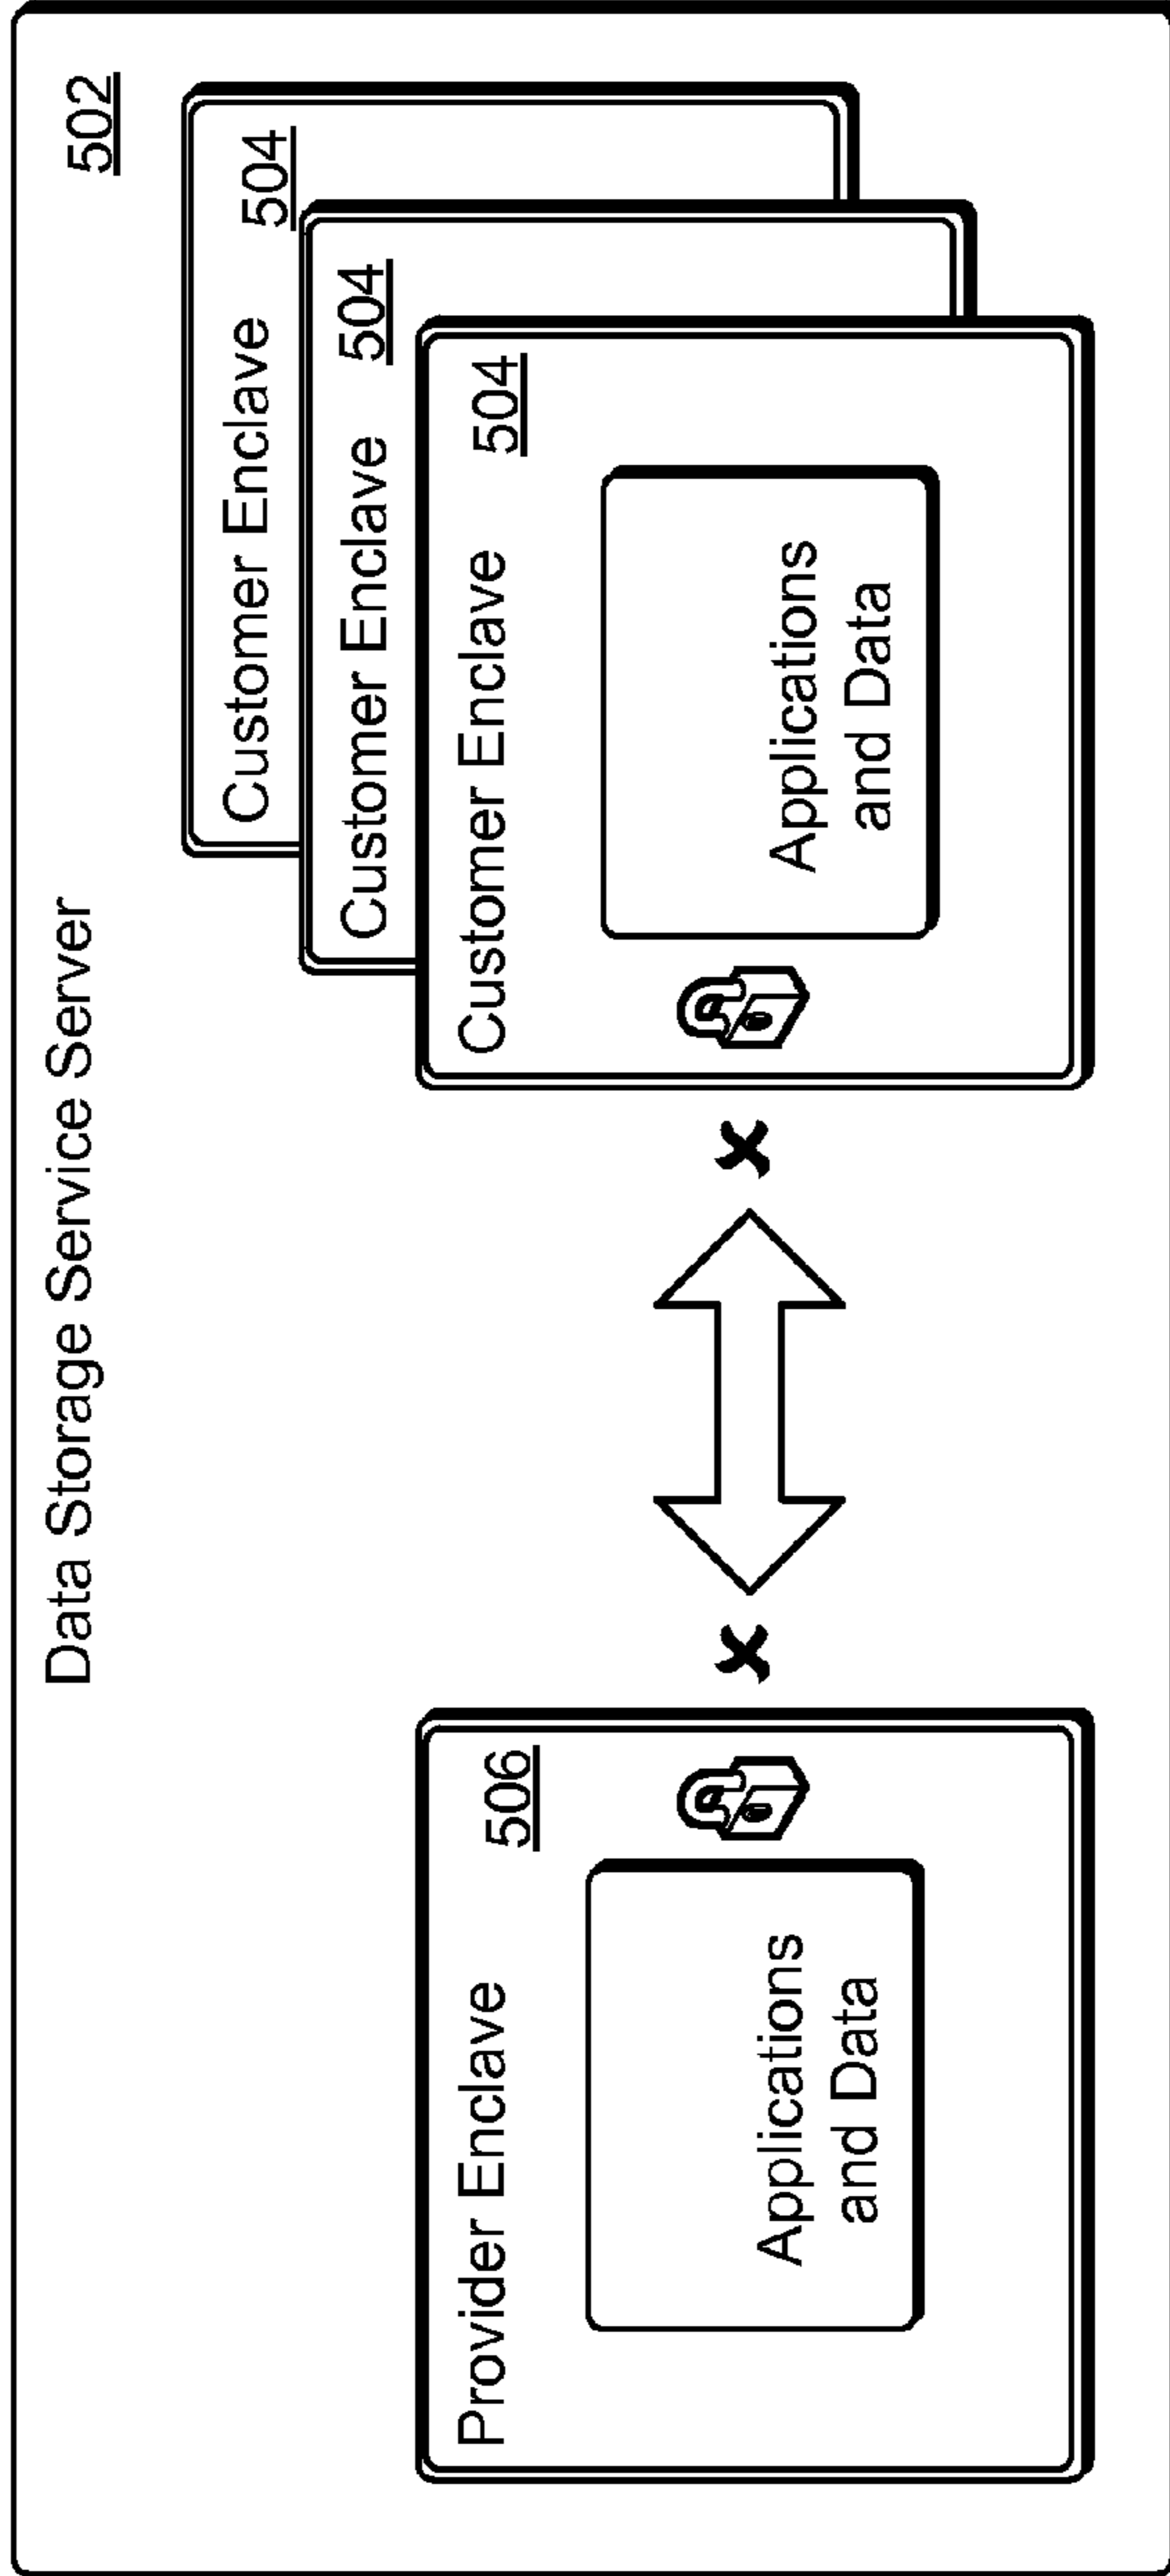 Data Storage Service Server
502
Provider Enclave
506
Applications
and Data
Customer Enclave
504
Customer Enclave
504
Customer Enclave
504
Applications
and Data